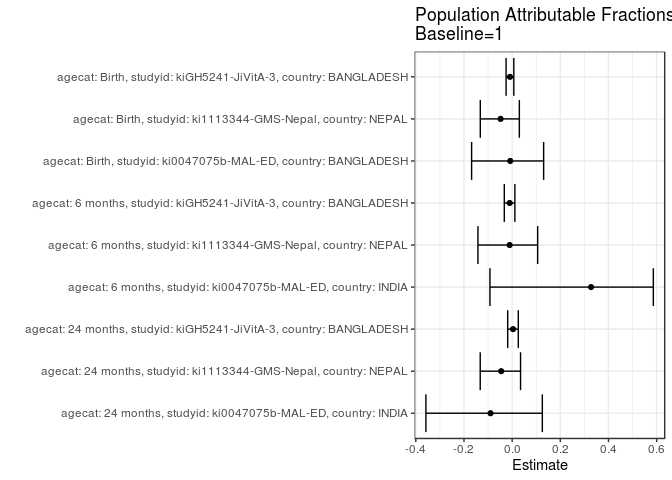 Population Attributable Fractions
Baseline=1
agecat: Birth, studyid: kiGH5241-JiVitA-3, country: BANGLADESH
agecat: Birth, studyid: ki1113344-GMS-Nepal, country: NEPAL
agecat: Birth, studyid: ki0047075b-MAL-ED, country: BANGLADESH
agecat: 6 months, studyid: kiGH5241-JiVitA-3, country: BANGLADESH
agecat: 6 months, studyid: ki1113344-GMS-Nepal, country: NEPAL
agecat: 6 months, studyid: ki0047075b-MAL-ED, country: INDIA
agecat: 24 months, studyid: kiGH5241-JiVitA-3, country: BANGLADESH
agecat: 24 months, studyid: ki1113344-GMS-Nepal, country: NEPAL
agecat: 24 months, studyid: ki0047075b-MAL-ED, country: INDIA
-0.4 -0.2 0.0 0.2 0.4 0.6
Estimate